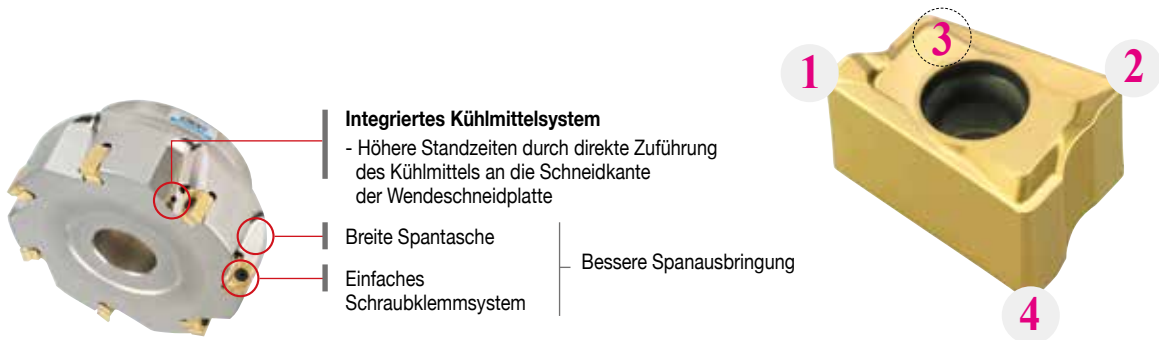 Integriertes Kühlmittelsystem
- Höhere Standzeiten durch direkte Zuführung
des Kühlmittels an die Schneidkante
der Wendeschneidplatte
Breite Spantasche
Einfaches
Schraubklemmsystem
Bessere Spanausbringung
1
2
3
4